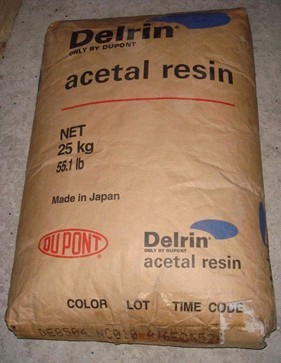 Delrin®
ONLY BY DUPONT
acetal resin
NET
25 kg
55.1 lb
Made in Japan
DUPONT
Delrin®
ONLY BY DUPONT
acetal resin
COLOR LOT TIME CODE
NC010